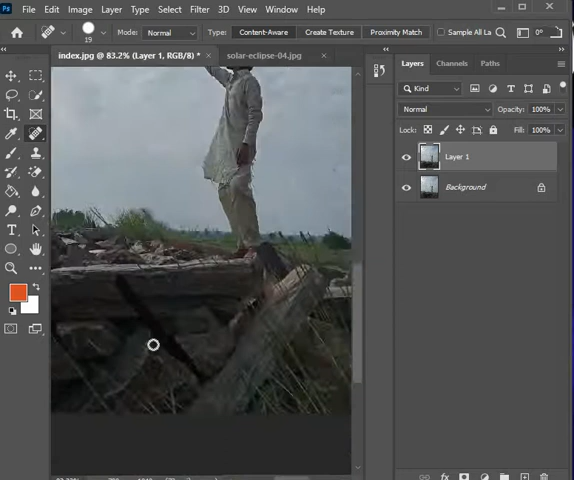 Ps File Edit Image Layer Type Select Filter 3D View Window Help
19 Mode: Normal Type: Content-Aware Create Texture Proximity Match Sample All La 0°
index.jpg @ 83.2% (Layer 1, RGB/8) * × solar-eclipse-04.jpg ×
Layers Channels Paths
Kind
Normal Opacity: 100%
Lock: Fill: 100%
Layer 1
Background